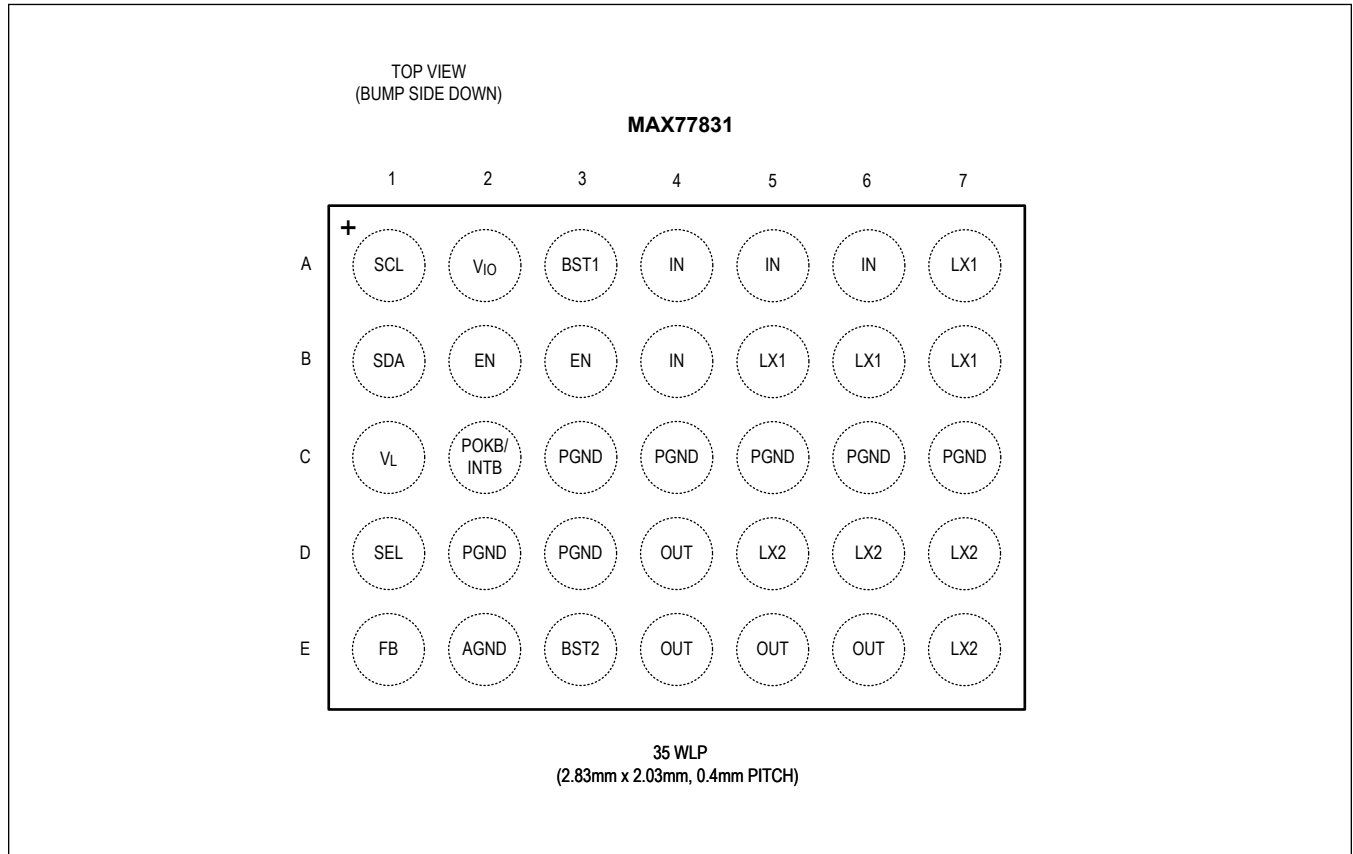 TOP VIEW
(BUMP SIDE DOWN)
MAX77831
1 2 3 4 5 6 7
+
A SCL VIO BST1 IN IN IN LX1
B SDA EN EN IN LX1 LX1 LX1
C VL POKB/
INTB PGND PGND PGND PGND PGND
D SEL PGND PGND OUT LX2 LX2 LX2
E FB AGND BST2 OUT OUT OUT LX2
35 WLP
(2.83mm x 2.03mm, 0.4mm PITCH)